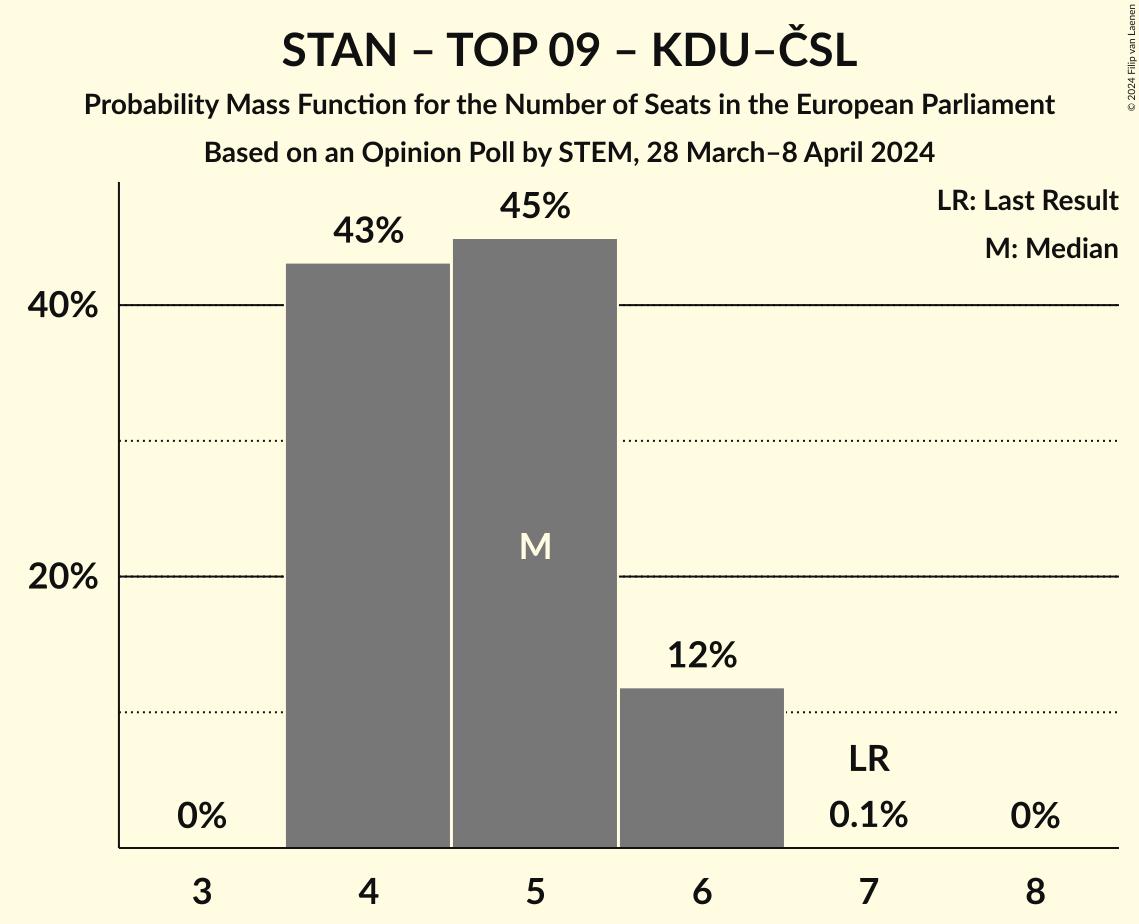 STAN – TOP 09 – KDU–ČSL
Probability Mass Function for the Number of Seats in the European Parliament
Based on an Opinion Poll by STEM, 28 March–8 April 2024
© 2024 Filip van Laenen
LR: Last Result
M: Median
45%
43%
40%
M
20%
12%
LR
0%
0.1%
0%
3 4 5 6 7 8